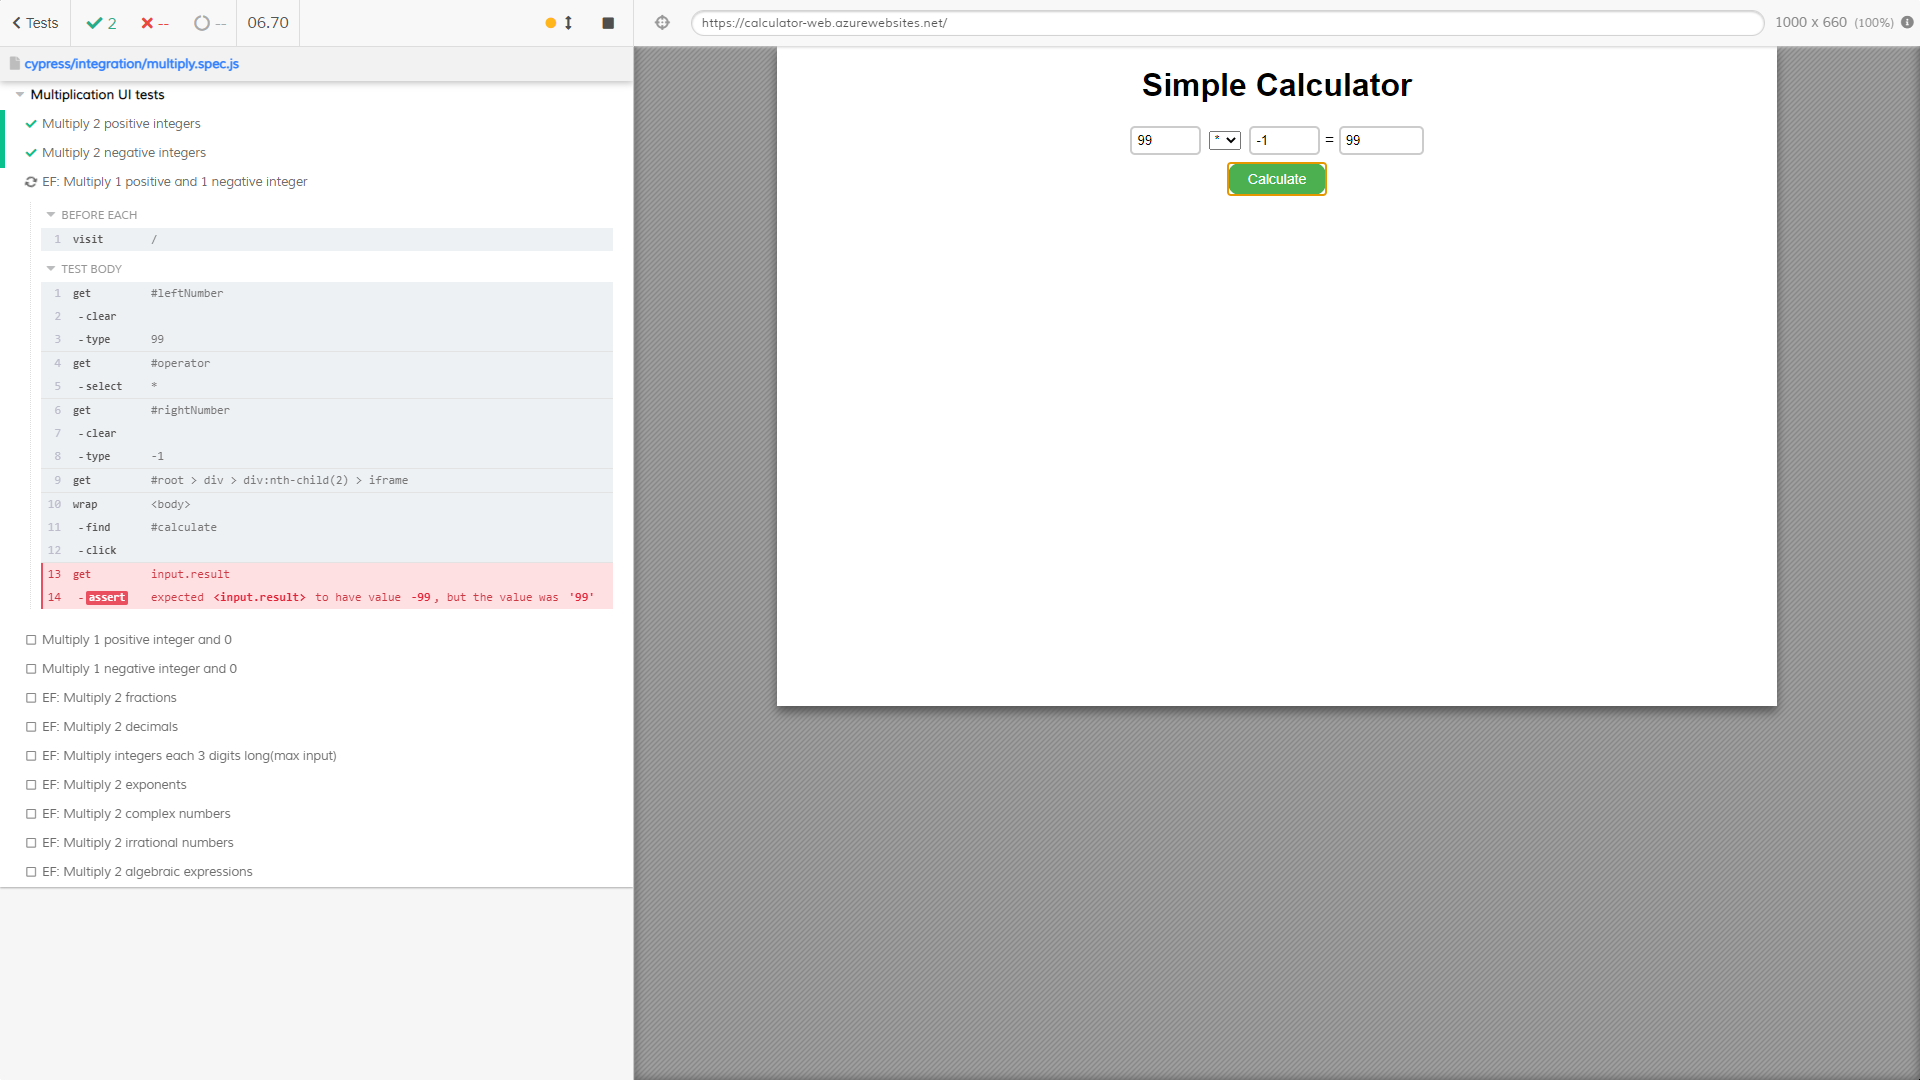 Tests 2 -- -- 06.70
https://calculator-web.azurewebsites.net/ 1000 x 660 (100%)
cypress/integration/multiply.spec.js
Multiplication UI tests
Multiply 2 positive integers
Multiply 2 negative integers
EF: Multiply 1 positive and 1 negative integer
BEFORE EACH
1 visit /
TEST BODY
1 get #leftNumber
2 -clear
3 -type 99
4 get #operator
5 -select *
6 get #rightNumber
7 -clear
8 -type -1
9 get #root > div > div:nth-child(2) > iframe
10 wrap <body>
11 -find #calculate
12 -click
13 get input.result
14 -assert expected <input.result> to have value -99, but the value was '99'
Multiply 1 positive integer and 0
Multiply 1 negative integer and 0
EF: Multiply 2 fractions
EF: Multiply 2 decimals
EF: Multiply integers each 3 digits long(max input)
EF: Multiply 2 exponents
EF: Multiply 2 complex numbers
EF: Multiply 2 irrational numbers
EF: Multiply 2 algebraic expressions
Simple Calculator
99 * -1 = 99
Calculate